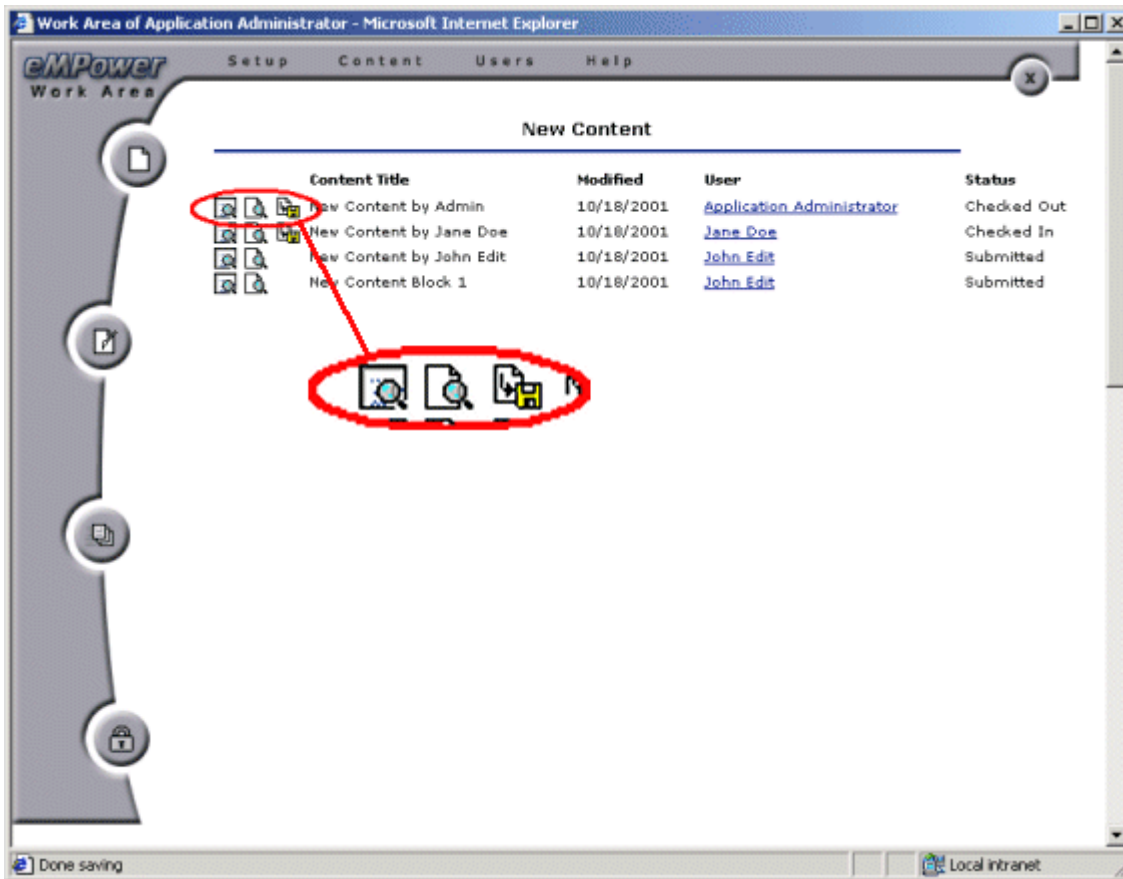 Work Area of Application Administrator - Microsoft Internet Explorer
eMPower
Work Area
Setup Content Users Help
x
New Content
Content Title Modified User Status
New Content by Admin 10/18/2001 Application Administrator Checked Out
New Content by Jane Doe 10/18/2001 Jane Doe Checked In
New Content by John Edit 10/18/2001 John Edit Submitted
New Content Block 1 10/18/2001 John Edit Submitted
Done saving
Local intranet